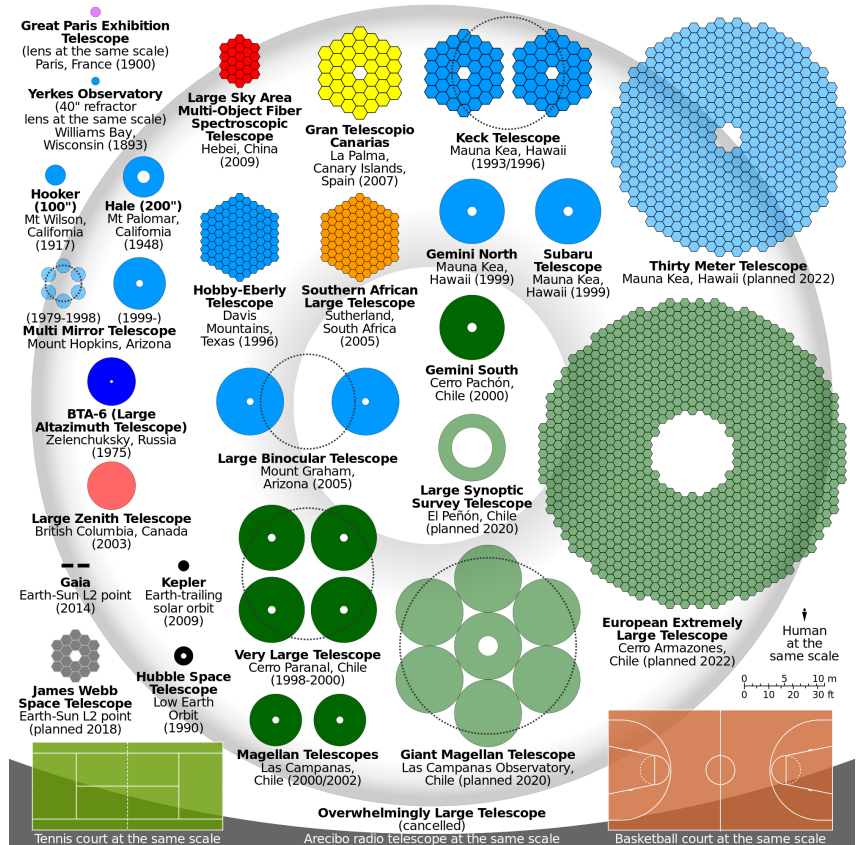 Great Paris Exhibition
Telescope
(lens at the same scale)
Paris, France (1900)
Yerkes Observatory
(40" refractor
lens at the same scale)
Williams Bay,
Wisconsin (1893)
Hooker
(100")
Mt Wilson,
California
(1917)
Hale (200")
Mt Palomar,
California
(1948)
(1979-1998)
(1999-)
Multi Mirror Telescope
Mount Hopkins, Arizona
BTA-6 (Large
Altazimuth Telescope)
Zelenchuksky, Russia
(1975)
Large Zenith Telescope
British Columbia, Canada
(2003)
Gaia
Earth-Sun L2 point
(2014)
Kepler
Earth-trailing
solar orbit
(2009)
James Webb
Space Telescope
Earth-Sun L2 point
(planned 2018)
Hubble Space
Telescope
Low Earth
Orbit
(1990)
Large Sky Area
Multi-Object Fiber
Spectroscopic
Telescope
Hebei, China
(2009)
Gran Telescopio
Canarias
La Palma,
Canary Islands,
Spain (2007)
Hobby-Eberly
Telescope
Davis
Mountains,
Texas (1996)
Southern African
Large Telescope
Sutherland,
South Africa
(2005)
Large Binocular Telescope
Mount Graham,
Arizona (2005)
Very Large Telescope
Cerro Paranal, Chile
(1998-2000)
Magellan Telescopes
Las Campanas,
Chile (2000/2002)
Keck Telescope
Mauna Kea, Hawaii
(1993/1996)
Gemini North
Mauna Kea,
Hawaii (1999)
Subaru
Telescope
Mauna Kea,
Hawaii (1999)
Gemini South
Cerro Pachón,
Chile (2000)
Large Synoptic
Survey Telescope
El Peñón, Chile
(planned 2020)
Giant Magellan Telescope
Las Campanas Observatory,
Chile (planned 2020)
Thirty Meter Telescope
Mauna Kea, Hawaii (planned 2022)
European Extremely
Large Telescope
Cerro Armazones,
Chile (planned 2022)
Human
at the
same scale
0 5 10 m
0 10 20 30 ft
Overwhelmingly Large Telescope
(cancelled)
Tennis court at the same scale
Arecibo radio telescope at the same scale
Basketball court at the same scale